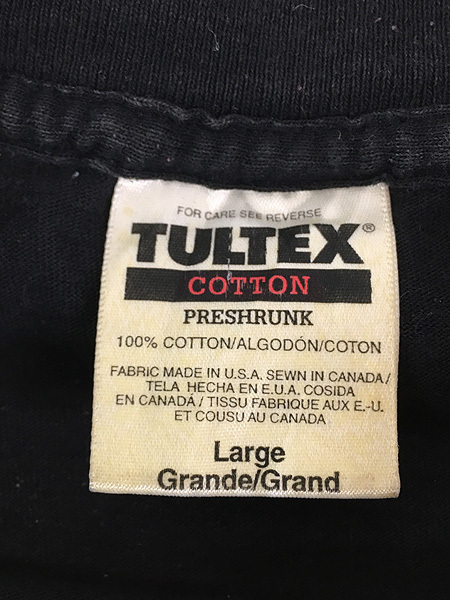 FOR CARE SEE REVERSE
TULTEX®
COTTON
PRESHRUNK
100% COTTON/ALGODÓN/COTON
FABRIC MADE IN U.S.A. SEWN IN CANADA/
TELA HECHA EN E.U.A. COSIDA
EN CANADÁ / TISSU FABRIQUE AUX E.-U.
ET COUSU AU CANADA
Large
Grande/Grand